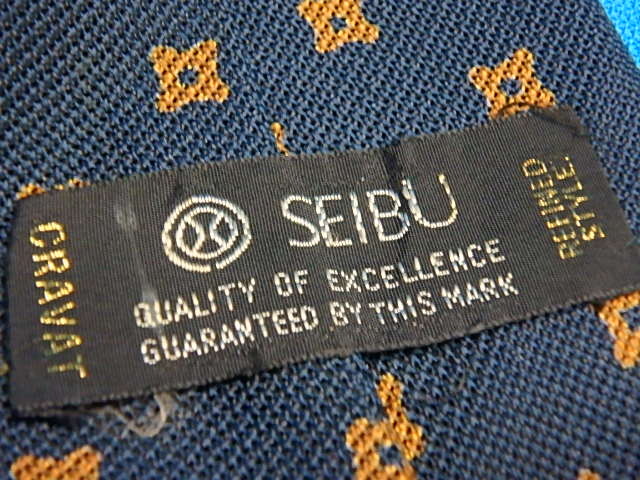 CRAVAT
SEIBU
QUALITY OF EXCELLENCE
GUARANTEED BY THIS MARK
REFINED
STYLE